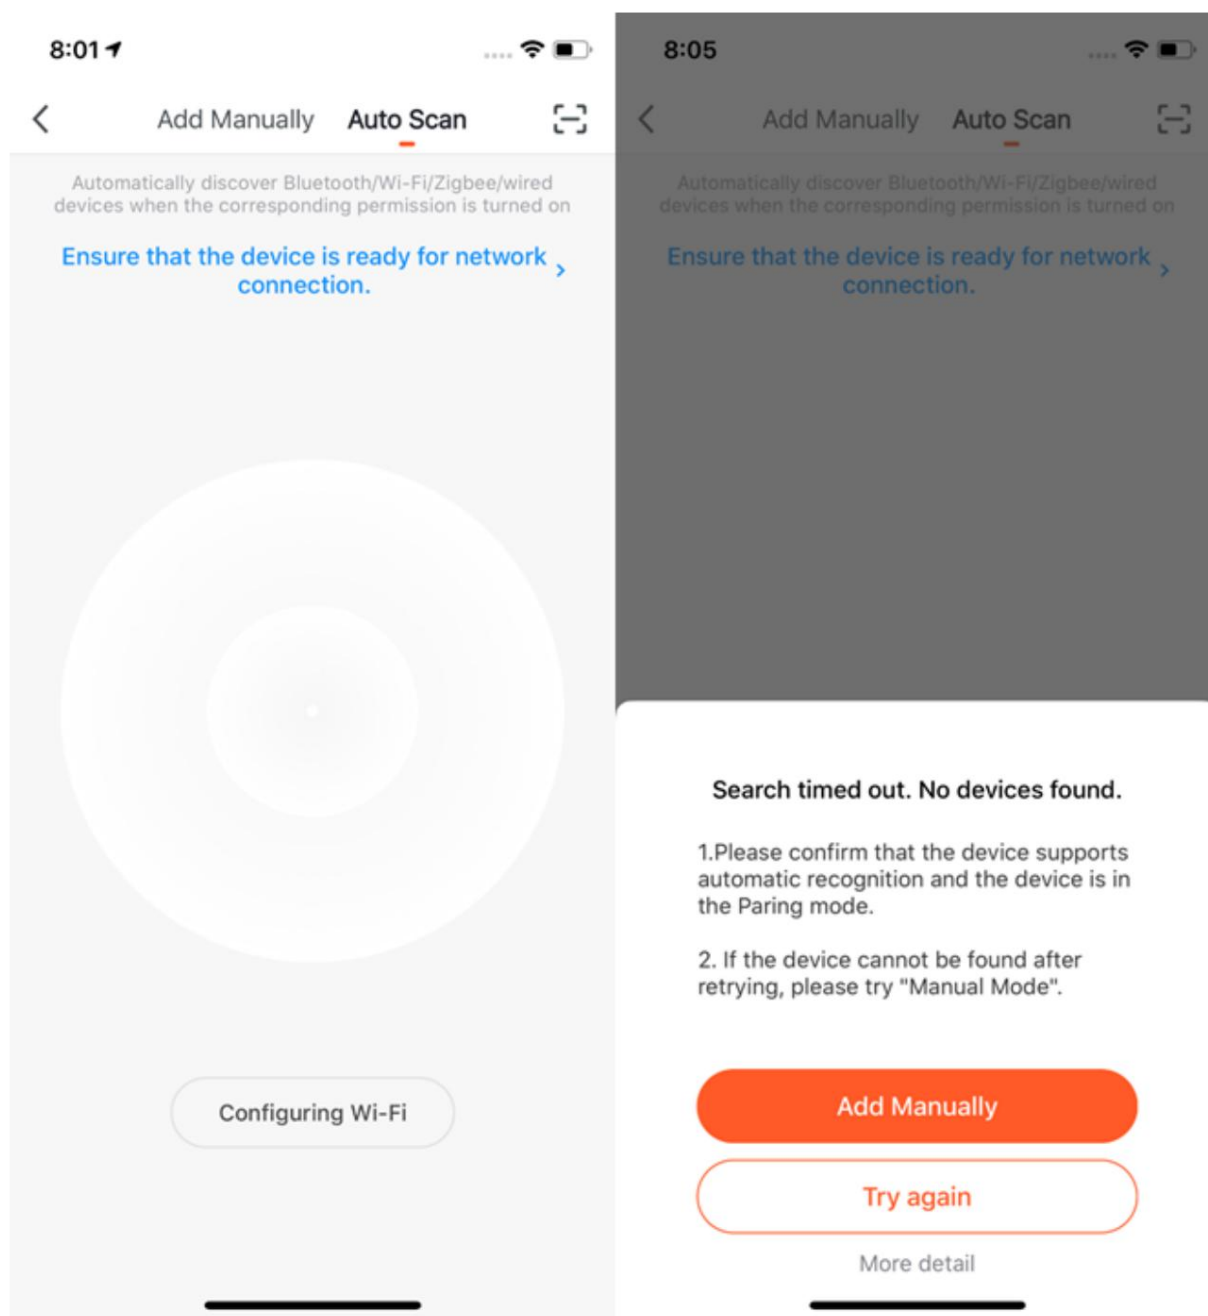 8:01
Add Manually Auto Scan
Automatically discover Bluetooth/Wi-Fi/Zigbee/wired
devices when the corresponding permission is turned on
Ensure that the device is ready for network
connection.
Configuring Wi-Fi
8:05
Add Manually Auto Scan
Automatically discover Bluetooth/Wi-Fi/Zigbee/wired
devices when the corresponding permission is turned on
Ensure that the device is ready for network
connection.
Search timed out. No devices found.
1.Please confirm that the device supports
automatic recognition and the device is in
the Paring mode.
2. If the device cannot be found after
retrying, please try "Manual Mode".
Add Manually
Try again
More detail